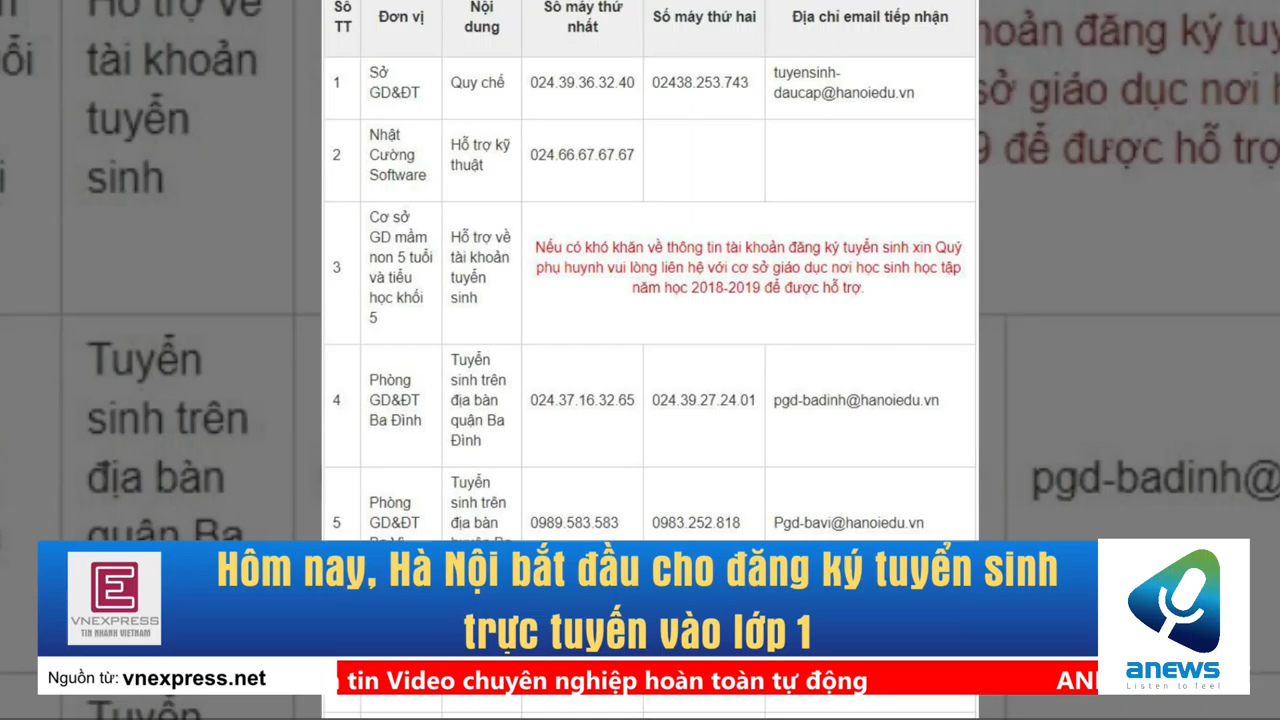 Số
TT
Đơn vị
Nội
dung
Số máy thứ
nhất
Số máy thứ hai
Địa chỉ email tiếp nhận
1
Sở
GD&ĐT
Quy chế
024.39.36.32.40
02438.253.743
tuyensinh-
daucap@hanoiedu.vn
2
Nhật
Cường
Software
Hỗ trợ kỹ
thuật
024.66.67.67.67
3
Cơ sở
GD mầm
non 5 tuổi
và tiểu
học khối
5
Hỗ trợ về
tài khoản
tuyển
sinh
Nếu có khó khăn về thông tin tài khoản đăng ký tuyển sinh xin Quý
phụ huynh vui lòng liên hệ với cơ sở giáo dục nơi học sinh học tập
năm học 2018-2019 để được hỗ trợ.
4
Phòng
GD&ĐT
Ba Đình
Tuyển
sinh trên
địa bàn
quận Ba
Đình
024.37.16.32.65
024.39.27.24.01
pgd-badinh@hanoiedu.vn
5
Phòng
GD&ĐT
Tuyển
sinh trên
địa bàn
0989.583.583
0983.252.818
Pgd-bavi@hanoiedu.vn
tài khoản
tuyển
sinh
Tuyển
sinh trên
địa bàn
quận Ba
sở giáo dục nơi
để được hỗ trợ
pgd-badinh@
E
VNEXPRESS
TIN NHANH VIETNAM
Hôm nay, Hà Nội bắt đầu cho đăng ký tuyển sinh
trực tuyến vào lớp 1
Nguồn từ: vnexpress.net
tin Video chuyên nghiệp hoàn toàn tự động
anews
Listen to feel